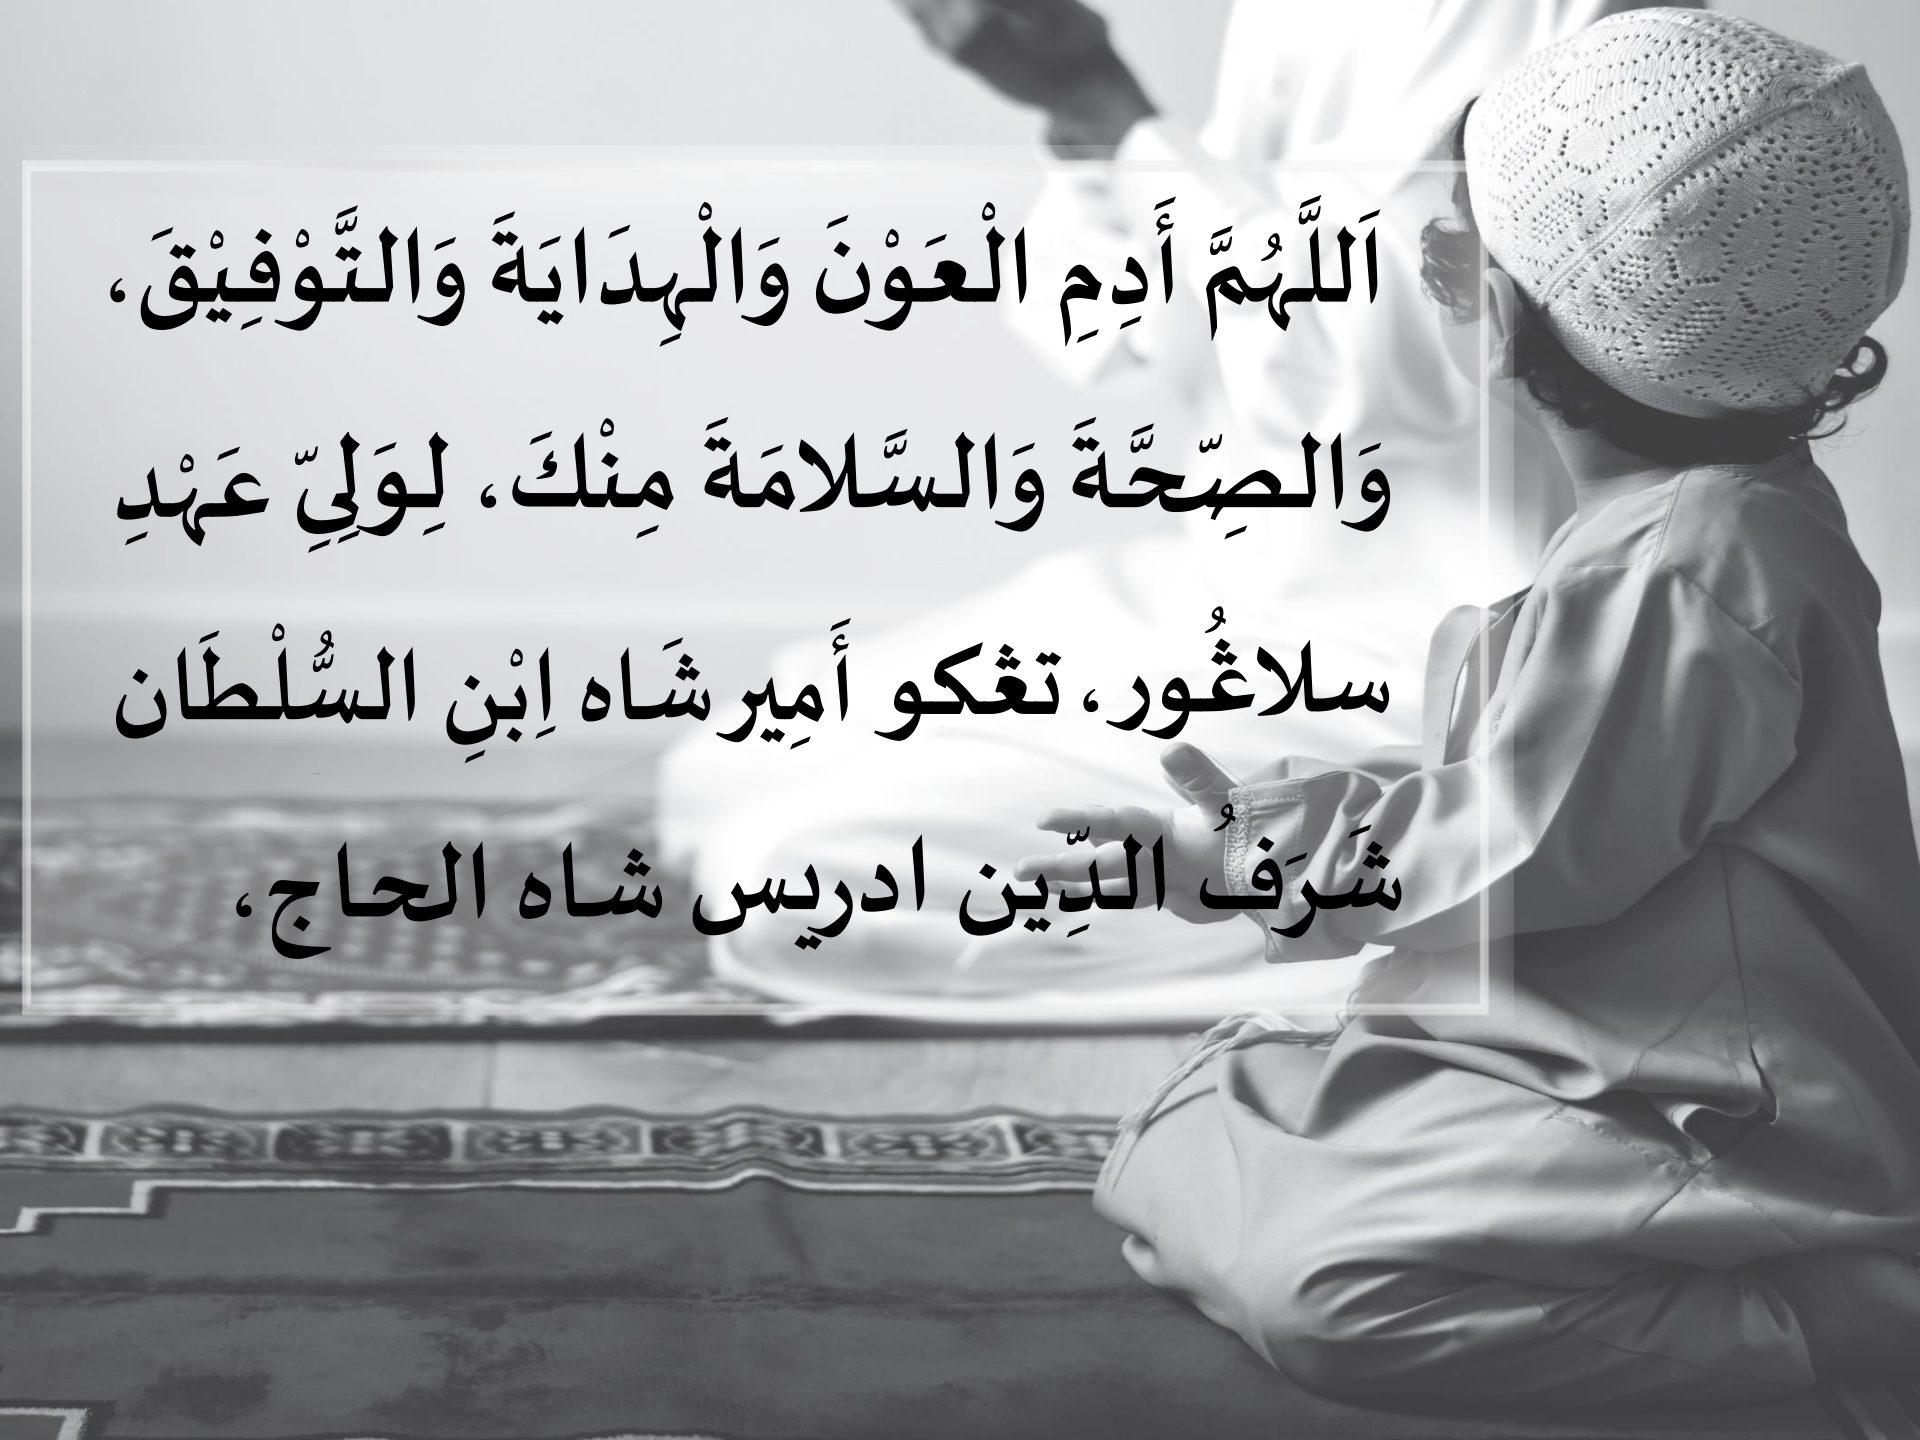 اَللَّهُمَّ أَدِمِ الْعَوْنَ وَالْهِدَايَةَ وَالتَّوْفِيْقَ،
وَالصِّحَّةَ وَالسَّلامَةَ مِنْكَ، لِوَلِيِّ عَهْدِ
سلاڠُور، تڠكو أَمِير شَاه اِبْنِ السُّلْطَان
شَرَفُ الدِّين ادريس شاه الحاج،